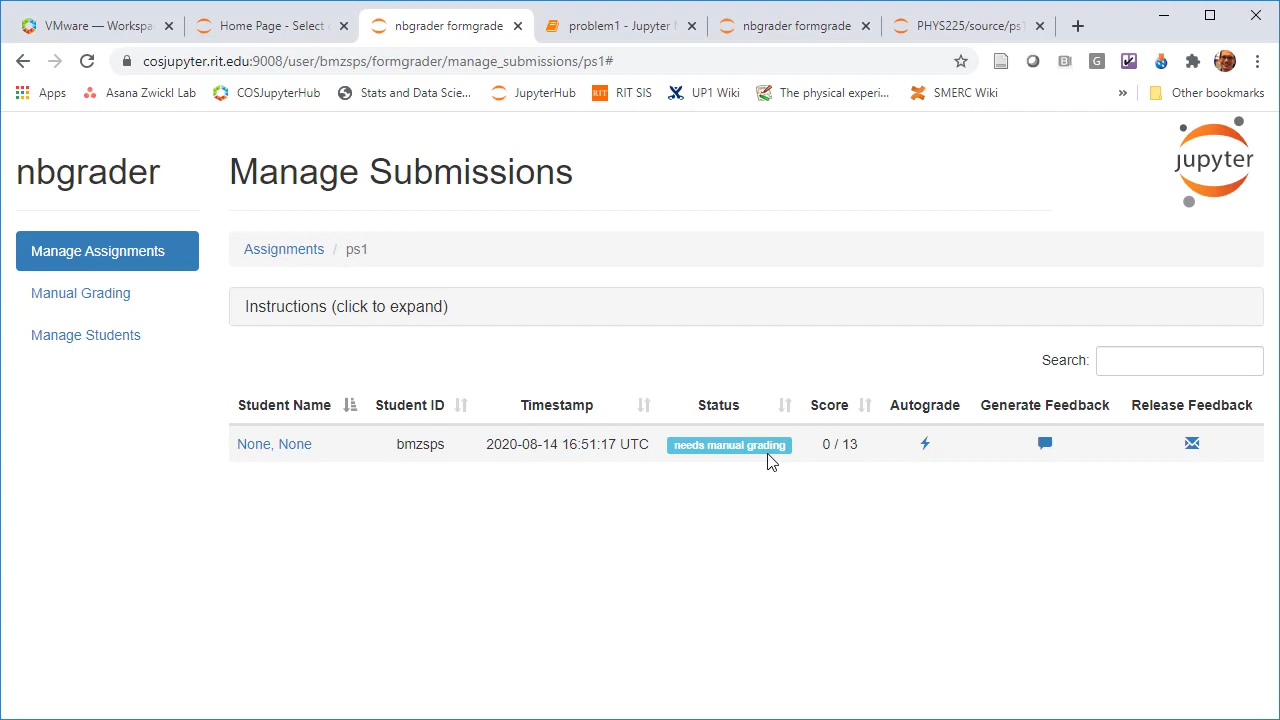 VMware — Workspa
Home Page - Select
nbgrader formgrade
problem1 - Jupyter
nbgrader formgrade
PHYS225/source/ps1
cosjupyter.rit.edu:9008/user/bmzsps/formgrader/manage_submissions/ps1#
Apps
Asana Zwickl Lab
COSJupyterHub
Stats and Data Scie...
JupyterHub
RIT
RIT SIS
UP1 Wiki
The physical experi...
SMERC Wiki
»
Other bookmarks
nbgrader
Manage Submissions
jupyter
Manage Assignments
Manual Grading
Manage Students
Assignments / ps1
Instructions (click to expand)
Search:
Student Name Student ID Timestamp Status Score Autograde Generate Feedback Release Feedback
None, None bmzsps 2020-08-14 16:51:17 UTC needs manual grading 0 / 13